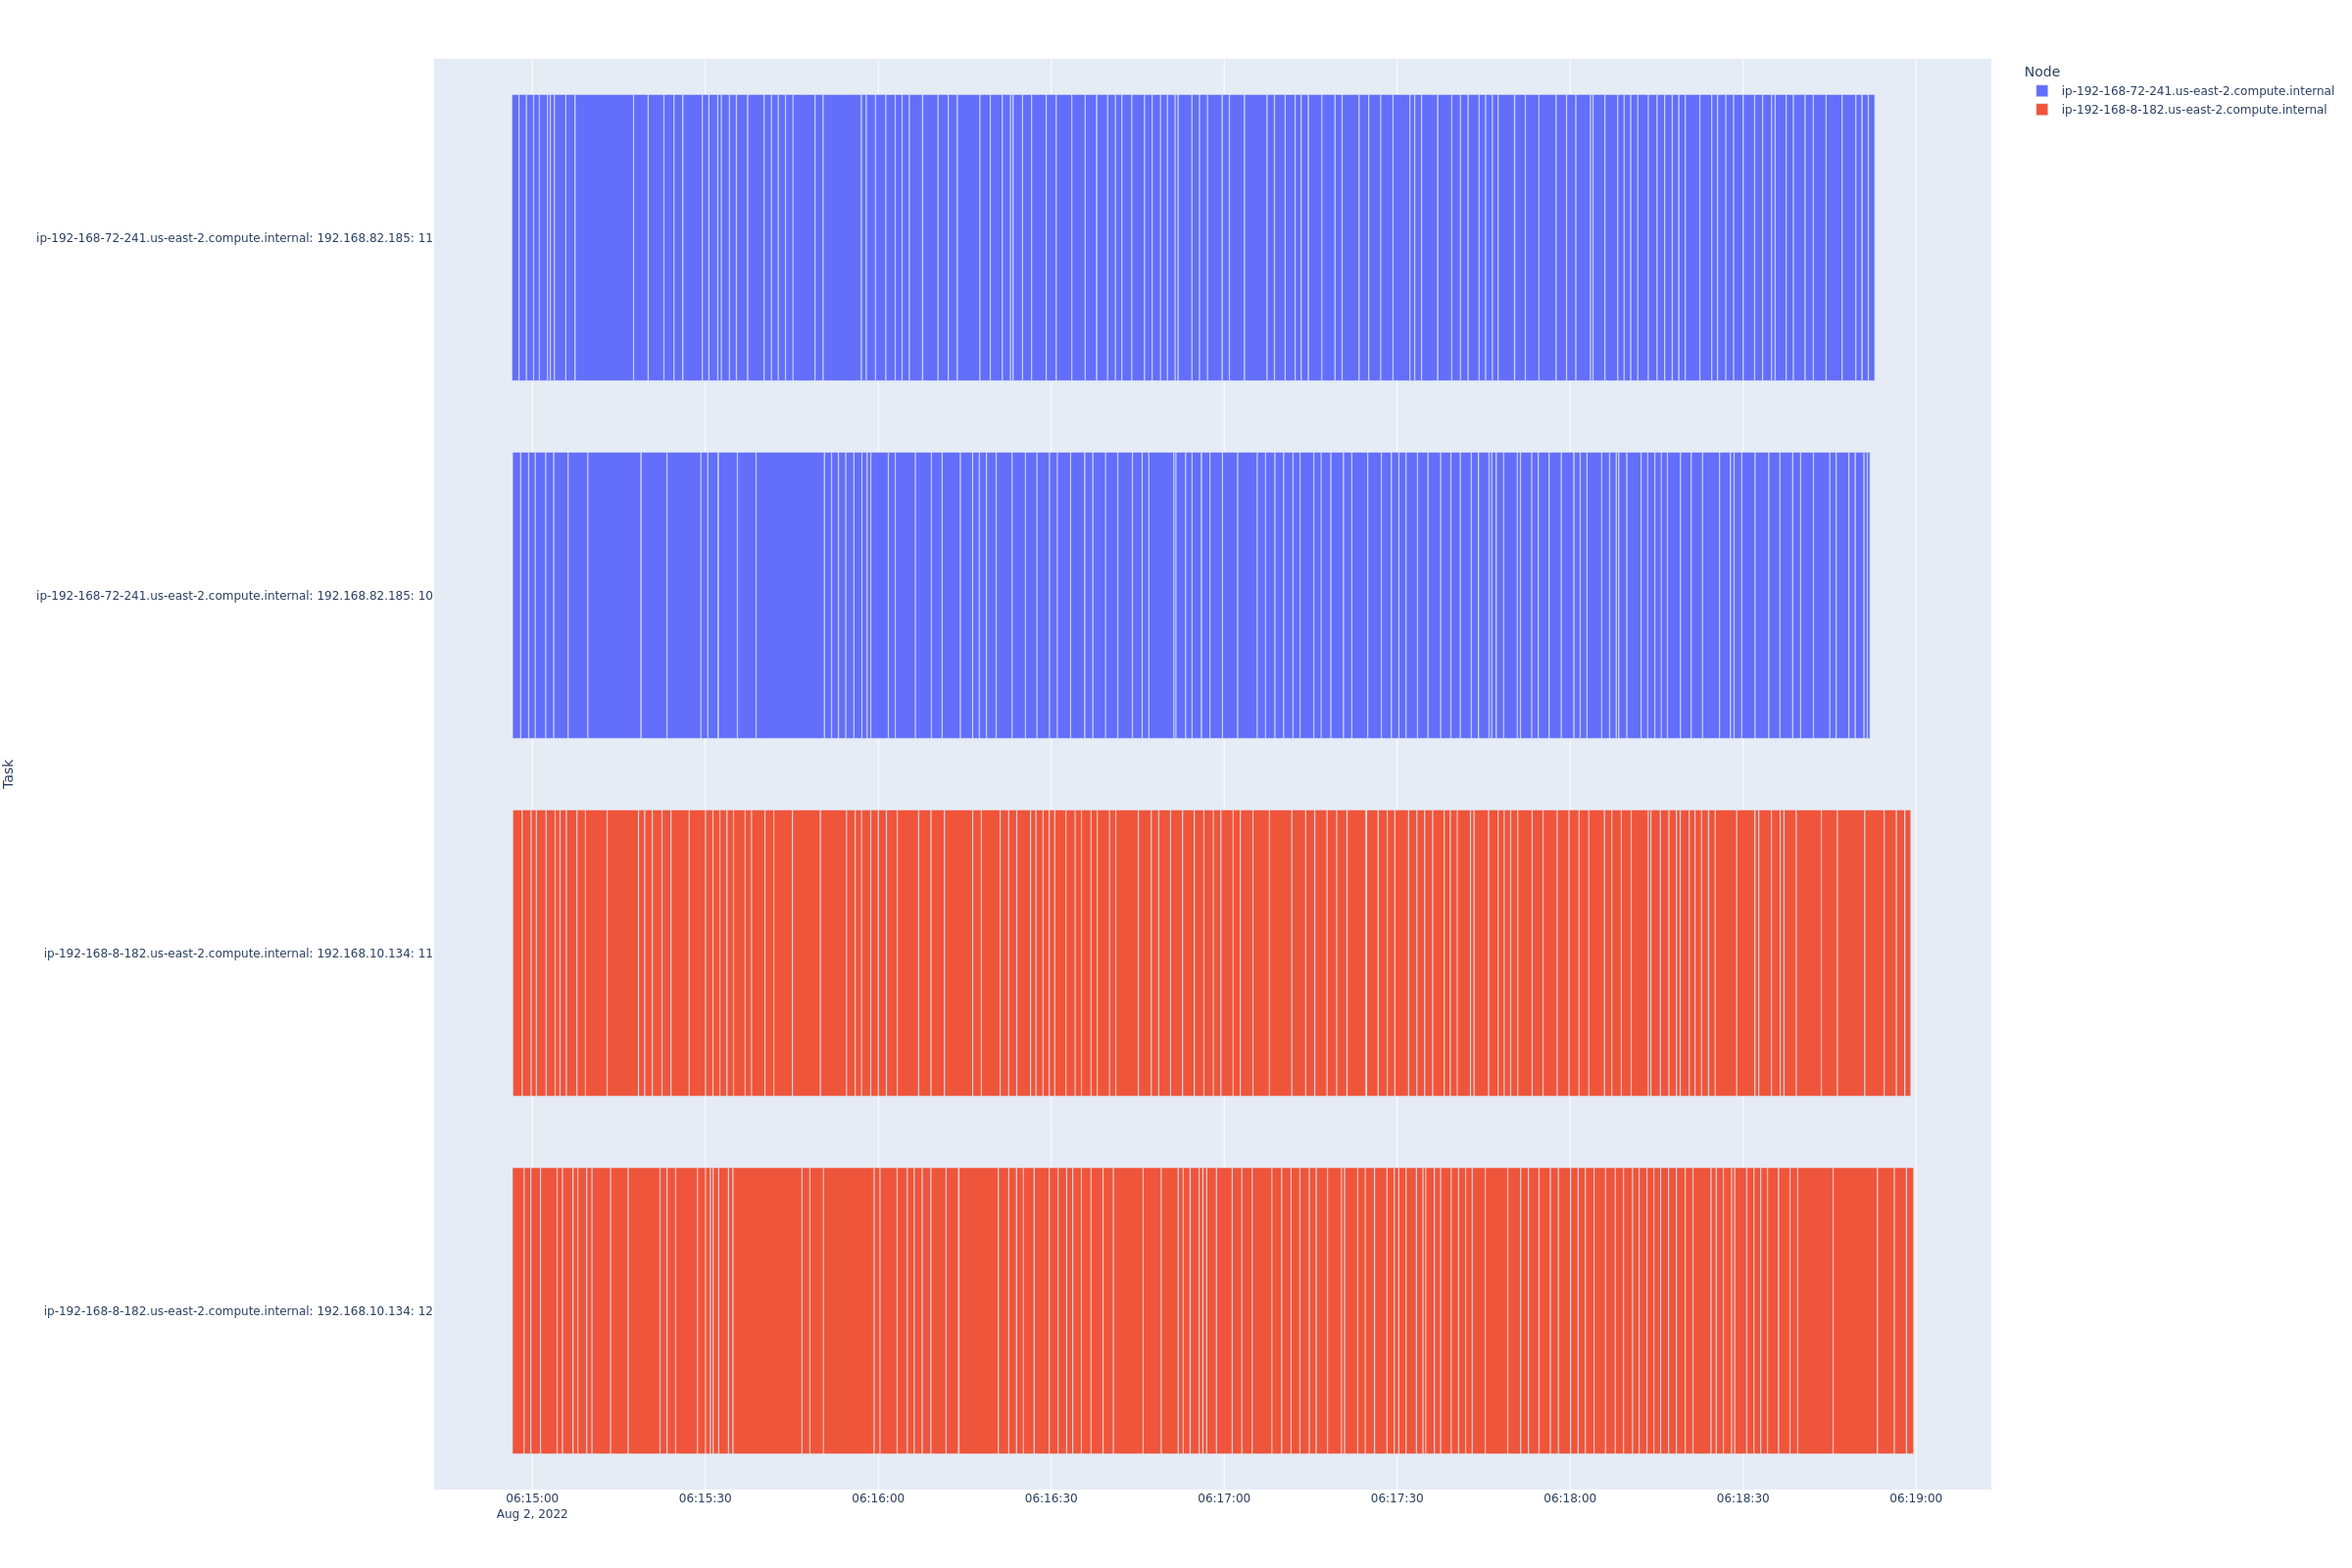 Node
ip-192-168-72-241.us-east-2.compute.internal
ip-192-168-8-182.us-east-2.compute.internal
ip-192-168-72-241.us-east-2.compute.internal: 192.168.82.185: 11
ip-192-168-72-241.us-east-2.compute.internal: 192.168.82.185: 10
Task
ip-192-168-8-182.us-east-2.compute.internal: 192.168.10.134: 11
ip-192-168-8-182.us-east-2.compute.internal: 192.168.10.134: 12
06:15:00 06:15:30 06:16:00 06:16:30 06:17:00 06:17:30 06:18:00 06:18:30 06:19:00
Aug 2, 2022